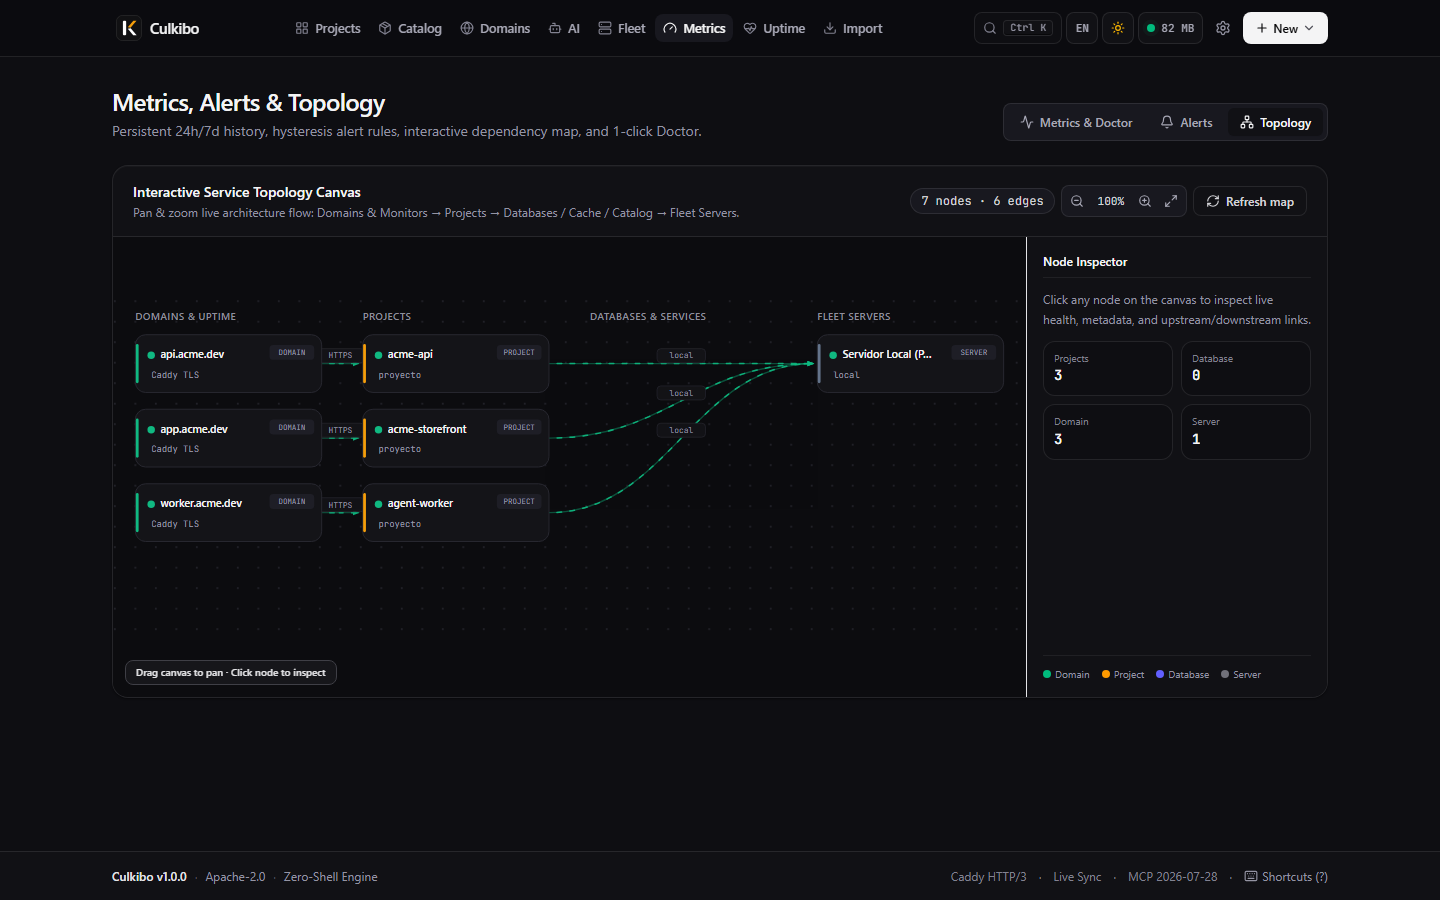 Culkibo
Projects
Catalog
Domains
AI
Fleet
Metrics
Uptime
Import
Ctrl K
EN
82 MB
New
Metrics, Alerts & Topology
Persistent 24h/7d history, hysteresis alert rules, interactive dependency map, and 1-click Doctor.
Metrics & Doctor
Alerts
Topology
Interactive Service Topology Canvas
Pan & zoom live architecture flow: Domains & Monitors → Projects → Databases / Cache / Catalog → Fleet Servers.
7 nodes · 6 edges
100%
Refresh map
DOMAINS & UPTIME
PROJECTS
DATABASES & SERVICES
FLEET SERVERS
api.acme.dev
DOMAIN
Caddy TLS
HTTPS
acme-api
PROJECT
proyecto
local
Servidor Local (P...
SERVER
local
local
app.acme.dev
DOMAIN
Caddy TLS
HTTPS
acme-storefront
PROJECT
proyecto
local
worker.acme.dev
DOMAIN
Caddy TLS
HTTPS
agent-worker
PROJECT
proyecto
Drag canvas to pan · Click node to inspect
Node Inspector
Click any node on the canvas to inspect live
health, metadata, and upstream/downstream links.
Projects
3
Database
0
Domain
3
Server
1
Domain
Project
Database
Server
Culkibo v1.0.0 · Apache-2.0 · Zero-Shell Engine
Caddy HTTP/3 · Live Sync · MCP 2026-07-28 · Shortcuts (?)